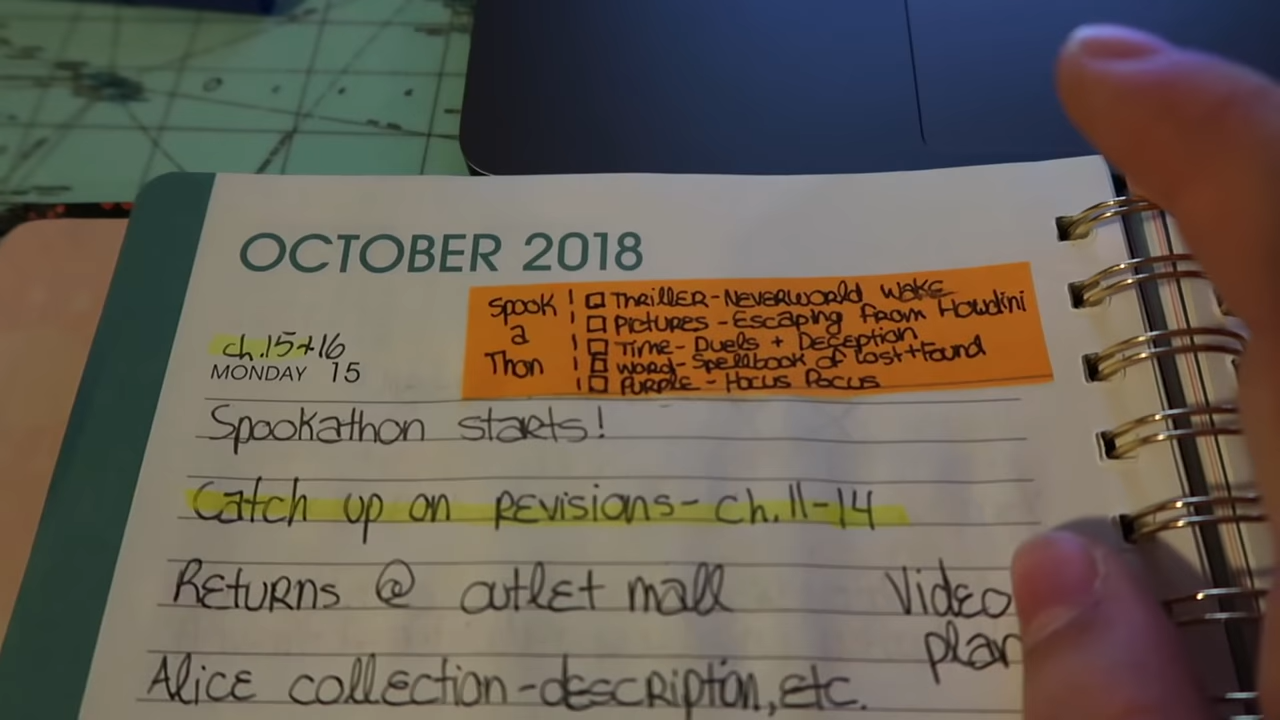 OCTOBER 2018
Spook
a
Thon
THRILLER - NEVERWORLD WAKE
PICTURES - Escaping from Howdini
TIME - Duels + Deception
WORD - Spellbook of Lost + Found
PURPLE - Hocus Pocus
ch.15+16
MONDAY 15
Spookathon starts!
Catch up on REVISIONS - Ch. 11-14
RETURNS @ outlet mall
Video
plan
Alice collection - description, etc.